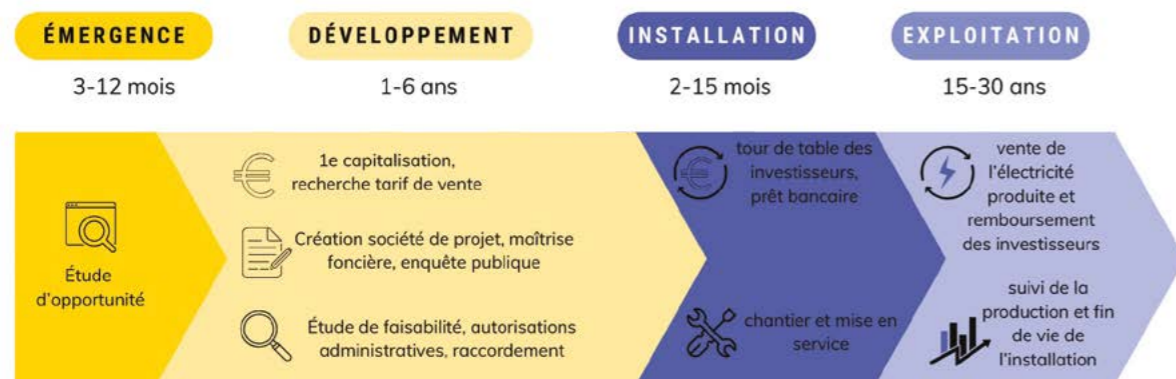 ÉMERGENCE
3-12 mois
DÉVELOPPEMENT
1-6 ans
INSTALLATION
2-15 mois
EXPLOITATION
15-30 ans
Étude
d'opportunité
1e capitalisation,
recherche tarif de vente
Création société de projet, maîtrise
foncière, enquête publique
Étude de faisabilité, autorisations
administratives, raccordement
tour de table des
investisseurs,
prêt bancaire
chantier et mise en
service
vente de
l'électricité
produite et
remboursement
des investisseurs
suivi de la
production et fin
de vie de
l'installation